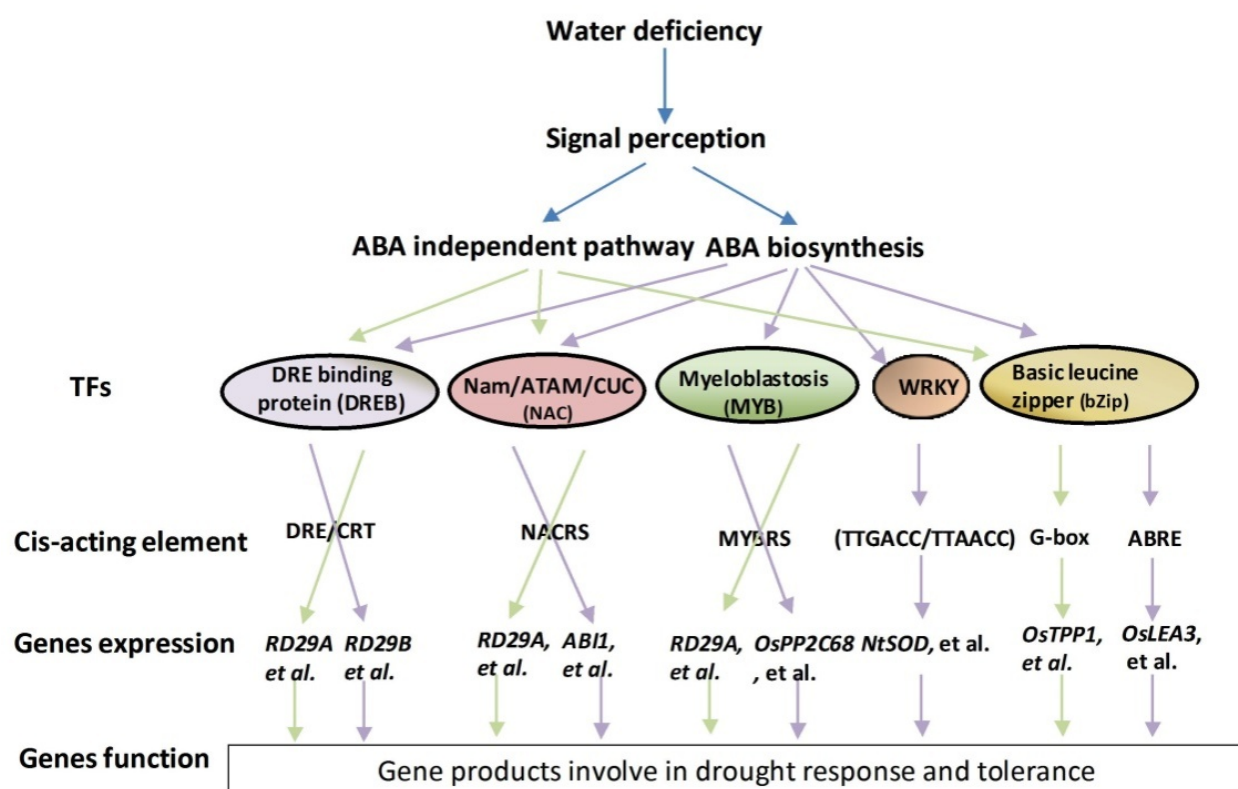 Water deficiency
Signal perception
ABA independent pathway ABA biosynthesis
TFs
DRE binding
protein (DREB)
Nam/ATAM/CUC
(NAC)
Myeloblastosis
(MYB)
WRKY
Basic leucine
zipper (bZip)
Cis-acting element
DRE/CRT
NACRS
MYBRS
(TTGACC/TTAACC)
G-box
ABRE
Genes expression
RD29A
et al.
RD29B
et al.
RD29A,
et al.
ABI1,
et al.
RD29A,
et al.
OsPP2C68
, et al.
NtSOD, et al.
OsTPP1,
et al.
OsLEA3,
et al.
Genes function
Gene products involve in drought response and tolerance